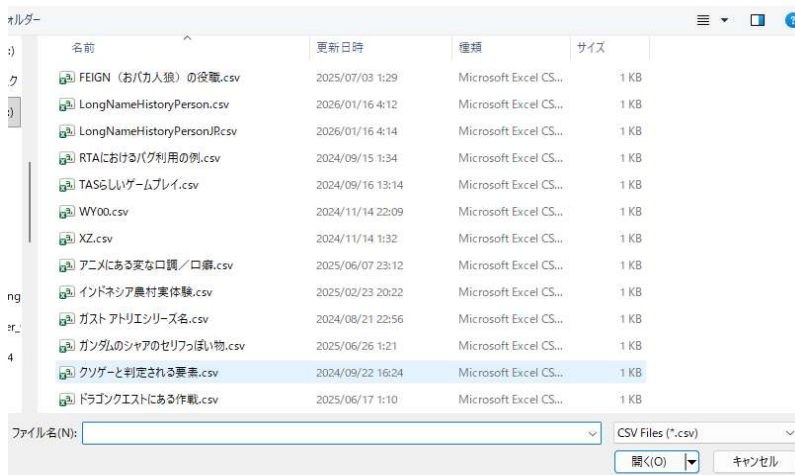 ォルダー
名前 更新日時 種類 サイズ
FEIGN（おバカ人狼）の役職.csv 2025/07/03 1:29 Microsoft Excel CS... 1 KB
LongNameHistoryPerson.csv 2026/01/16 4:12 Microsoft Excel CS... 1 KB
LongNameHistoryPersonJP.csv 2026/01/16 4:14 Microsoft Excel CS... 1 KB
RTAにおけるバグ利用の例.csv 2024/09/15 1:34 Microsoft Excel CS... 1 KB
TASらしいゲームプレイ.csv 2024/09/16 13:14 Microsoft Excel CS... 1 KB
WY00.csv 2024/11/14 22:09 Microsoft Excel CS... 1 KB
XZ.csv 2024/11/14 1:32 Microsoft Excel CS... 1 KB
アニメにある変な口調／口癖.csv 2025/06/07 23:12 Microsoft Excel CS... 1 KB
インドネシア農村実体験.csv 2025/02/23 20:22 Microsoft Excel CS... 1 KB
ガスト アトリエシリーズ名.csv 2024/08/21 22:56 Microsoft Excel CS... 1 KB
ガンダムのシャアのセリフっぽい物.csv 2025/06/26 1:21 Microsoft Excel CS... 1 KB
クソゲーと判定される要素.csv 2024/09/22 16:24 Microsoft Excel CS... 1 KB
ドラゴンクエストにある作戦.csv 2025/06/17 1:10 Microsoft Excel CS... 1 KB
ファイル名(N): CSV Files (*.csv)
開く(O) キャンセル